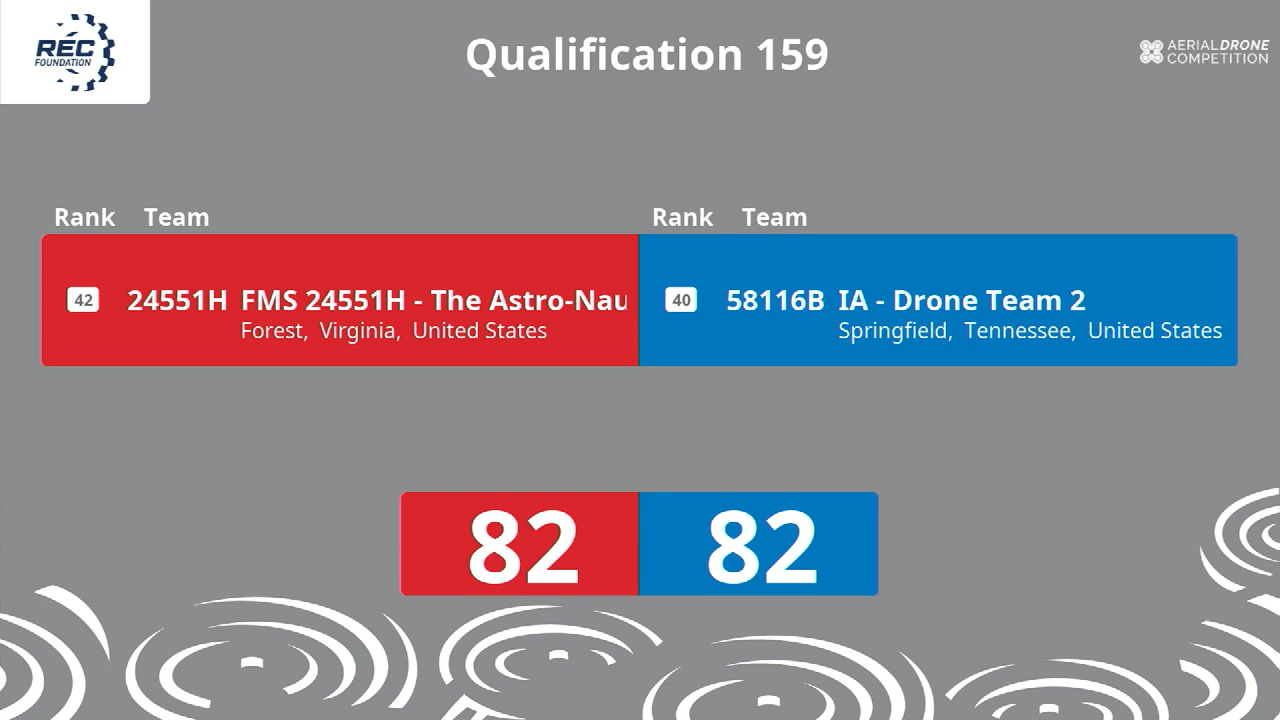 REC
FOUNDATION
Qualification 159
AERIALDRONE
COMPETITION
Rank Team Rank Team
42 24551H FMS 24551H - The Astro-Nau 40 58116B IA - Drone Team 2
Forest, Virginia, United States Springfield, Tennessee, United States
82 82